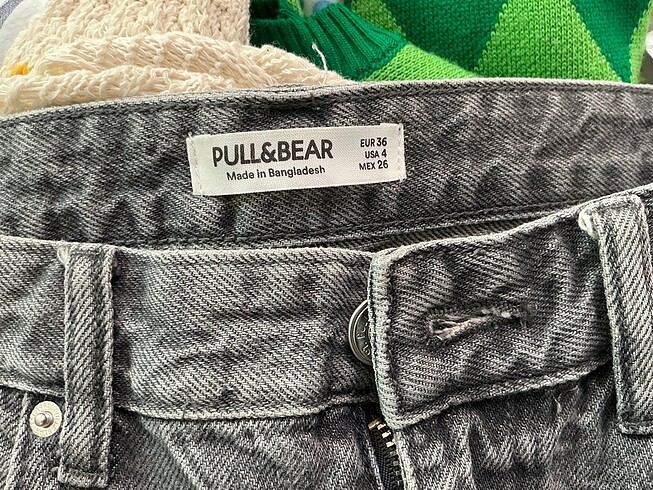 PULL&BEAR
Made in Bangladesh
EUR 36
USA 4
MEX 26